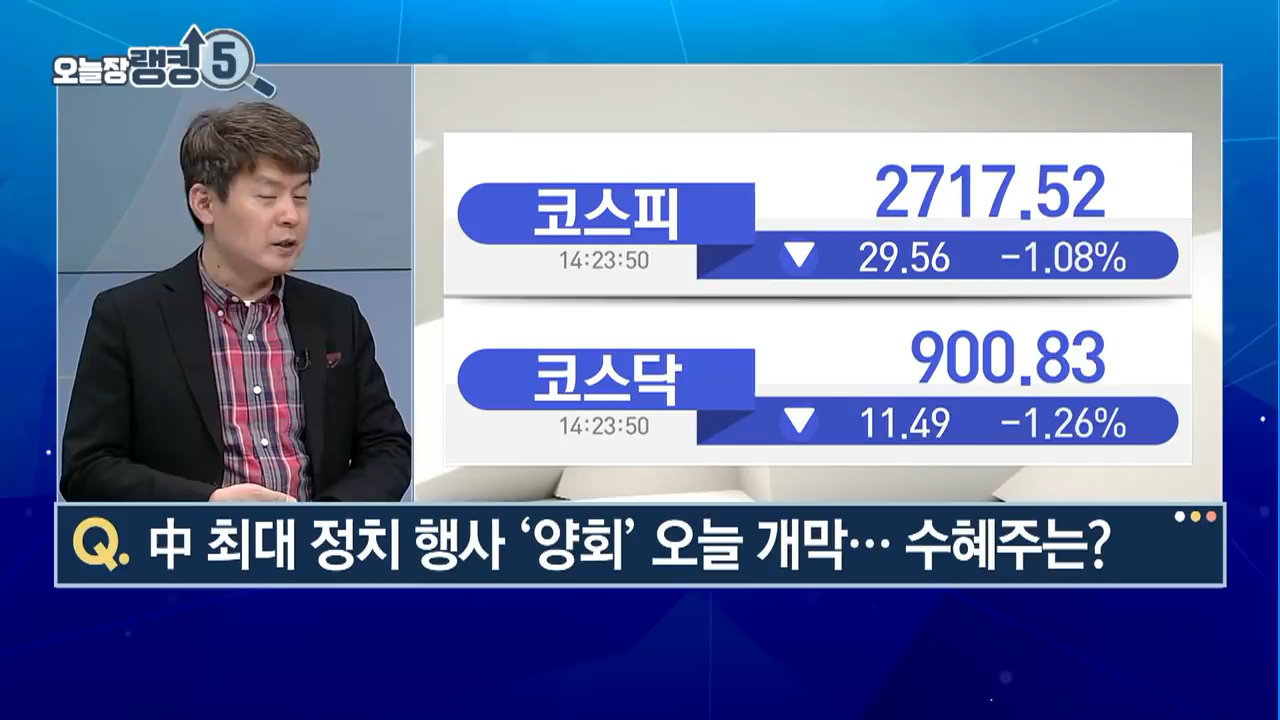 오늘장 랭킹 5
코스피
2717.52
14:23:50
▼ 29.56 -1.08%
코스닥
900.83
14:23:50
▼ 11.49 -1.26%
Q. 中 최대 정치 행사 ‘양회’ 오늘 개막… 수혜주는?